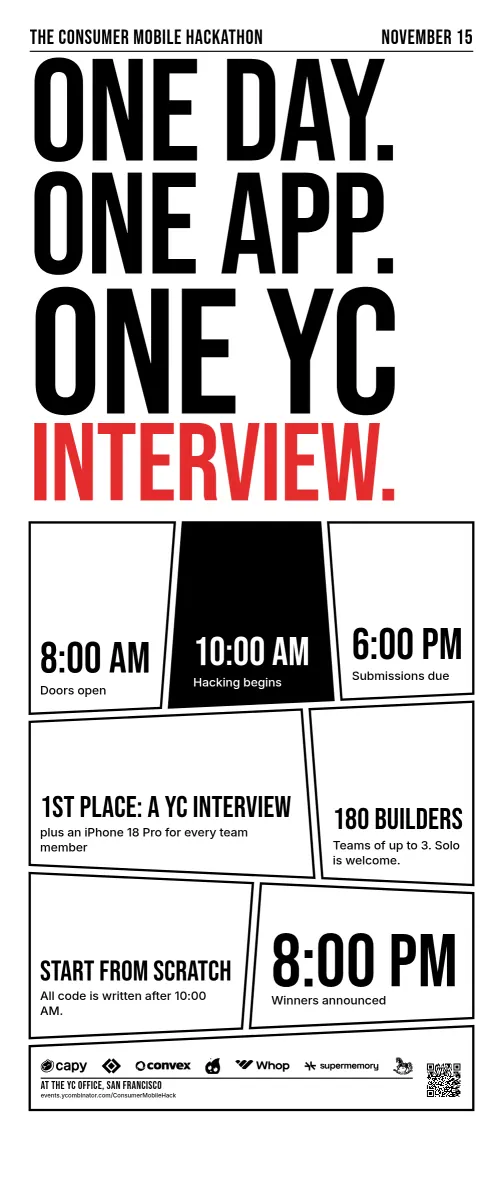 THE CONSUMER MOBILE HACKATHON
NOVEMBER 15
ONE DAY.
ONE APP.
ONE YC
INTERVIEW.
8:00 AM
Doors open
10:00 AM
Hacking begins
6:00 PM
Submissions due
1ST PLACE: A YC INTERVIEW
plus an iPhone 18 Pro for every team
member
180 BUILDERS
Teams of up to 3. Solo
is welcome.
START FROM SCRATCH
All code is written after 10:00
AM.
8:00 PM
Winners announced
capy
convex
Whop
supermemory
AT THE YC OFFICE, SAN FRANCISCO
events.ycombinator.com/ConsumerMobileHack